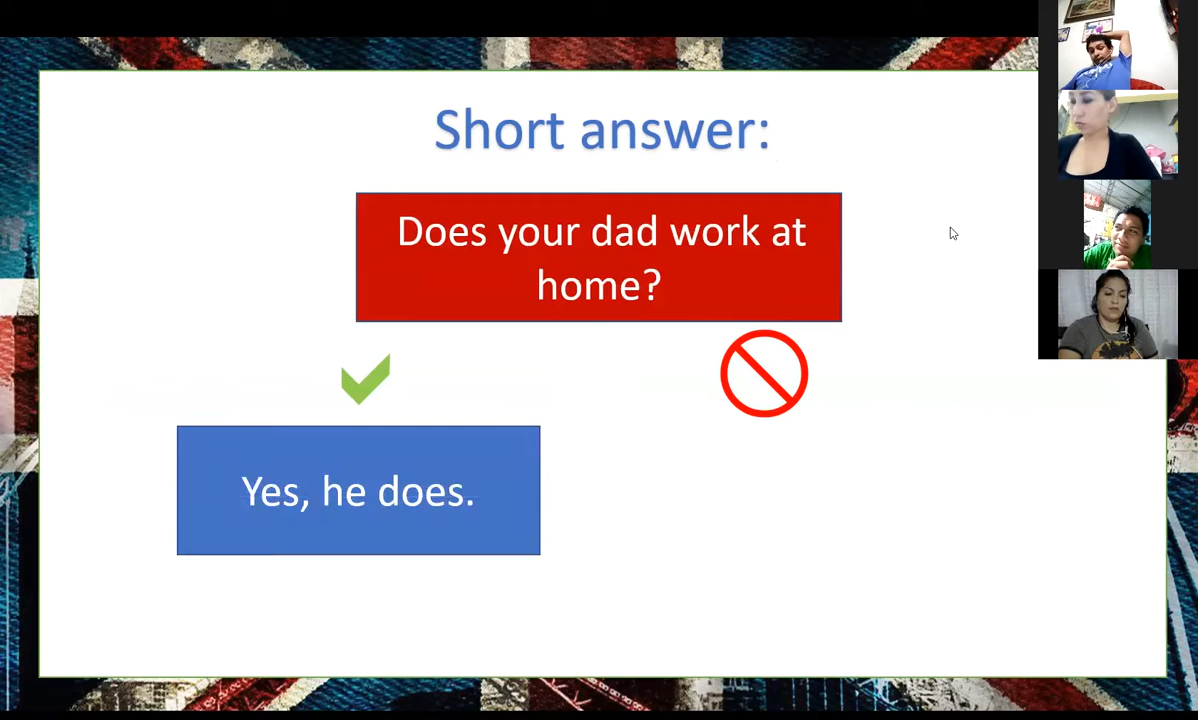 Short answer:
Does your dad work at
home?
Yes, he does.